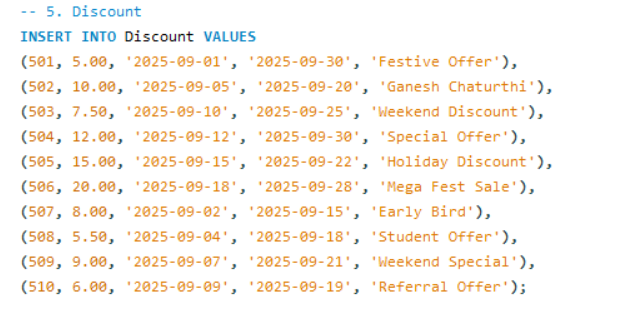 -- 5. Discount
INSERT INTO Discount VALUES
(501, 5.00, '2025-09-01', '2025-09-30', 'Festive Offer'),
(502, 10.00, '2025-09-05', '2025-09-20', 'Ganesh Chaturthi'),
(503, 7.50, '2025-09-10', '2025-09-25', 'Weekend Discount'),
(504, 12.00, '2025-09-12', '2025-09-30', 'Special Offer'),
(505, 15.00, '2025-09-15', '2025-09-22', 'Holiday Discount'),
(506, 20.00, '2025-09-18', '2025-09-28', 'Mega Fest Sale'),
(507, 8.00, '2025-09-02', '2025-09-15', 'Early Bird'),
(508, 5.50, '2025-09-04', '2025-09-18', 'Student Offer'),
(509, 9.00, '2025-09-07', '2025-09-21', 'Weekend Special'),
(510, 6.00, '2025-09-09', '2025-09-19', 'Referral Offer');